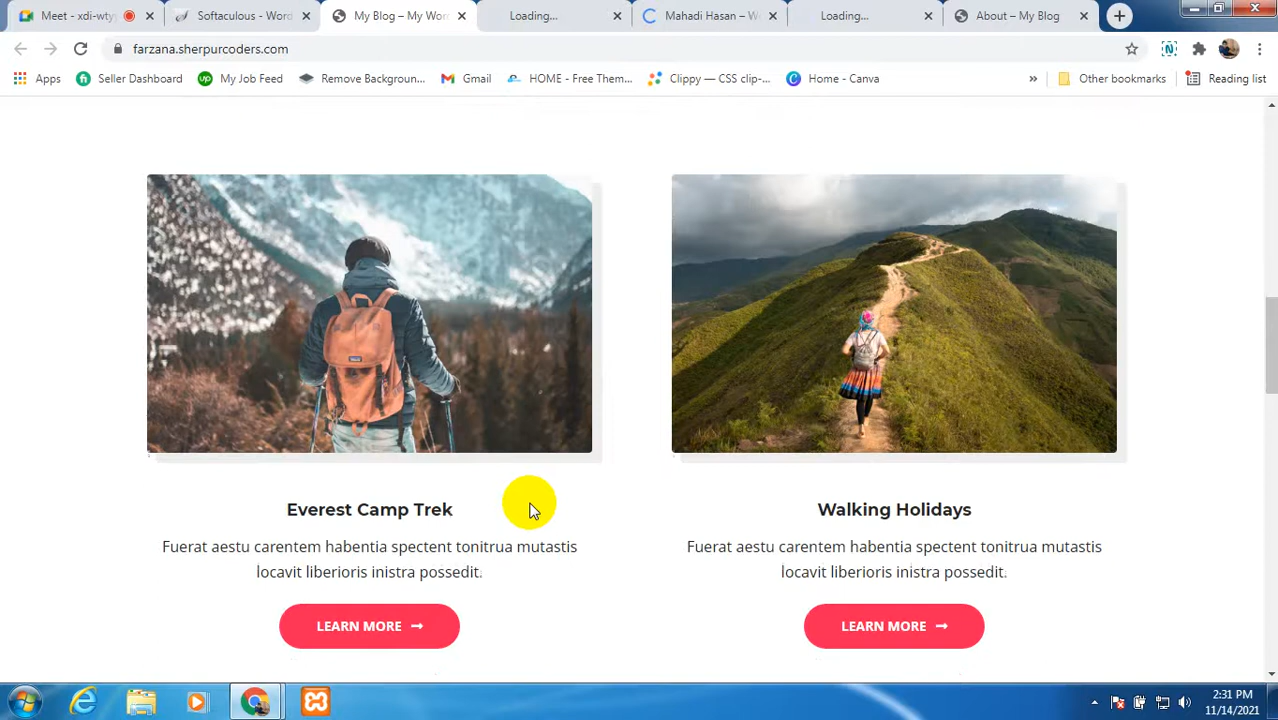 Meet - xdi-wty
Softaculous - Word
My Blog – My Wor
Loading...
Mahadi Hasan – W
Loading...
About – My Blog
farzana.sherpurcoders.com
Apps
Seller Dashboard
My Job Feed
Remove Backgroun...
Gmail
HOME - Free Them...
Clippy — CSS clip-...
Home - Canva
»
Other bookmarks
Reading list
Everest Camp Trek
Walking Holidays
Fuerat aestu carentem habentia spectent tonitrua mutastis
locavit liberioris inistra possedit.
Fuerat aestu carentem habentia spectent tonitrua mutastis
locavit liberioris inistra possedit.
LEARN MORE →
LEARN MORE →
2:31 PM
11/14/2021